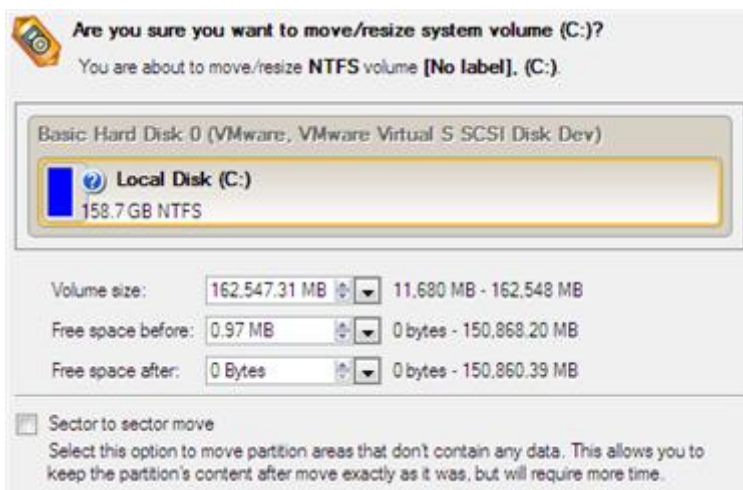 Are you sure you want to move/resize system volume (C:)?
You are about to move/resize NTFS volume [No label], (C:).
Basic Hard Disk 0 (VMware, VMware Virtual S SCSI Disk Dev)
Local Disk (C:)
158.7 GB NTFS
Volume size: 162,547.31 MB 11,680 MB - 162,548 MB
Free space before: 0.97 MB 0 bytes - 150,868.20 MB
Free space after: 0 Bytes 0 bytes - 150,860.39 MB
Sector to sector move
Select this option to move partition areas that don't contain any data. This allows you to
keep the partition's content after move exactly as it was, but will require more time.